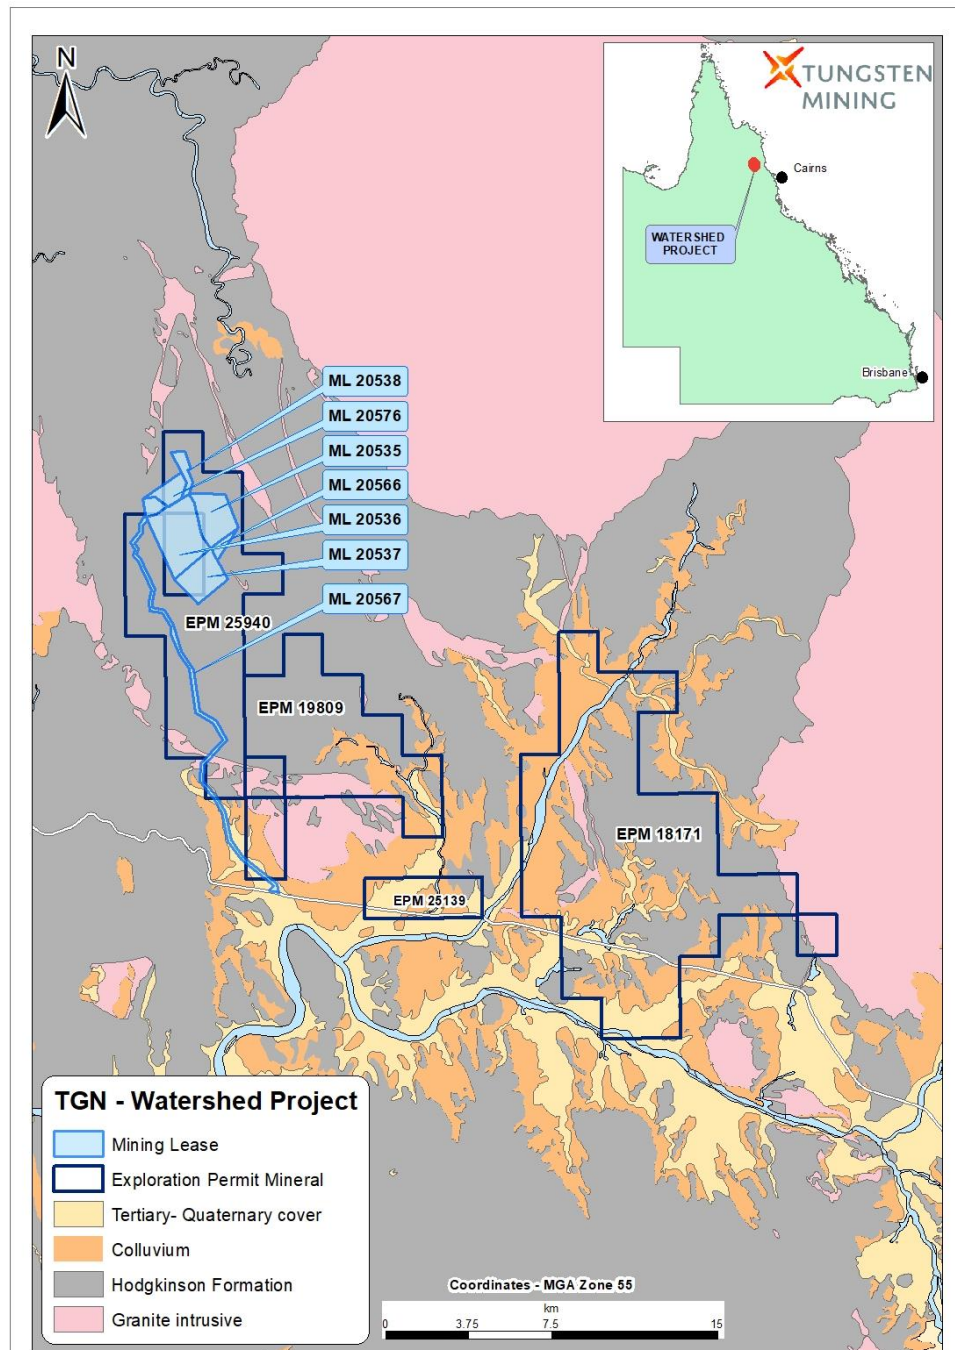 N
TUNGSTEN
MINING
Cairns
WATERSHED
PROJECT
Brisbane
ML 20538
ML 20576
ML 20535
ML 20566
ML 20536
ML 20537
ML 20567
EPM 25940
EPM 19809
EPM 18171
EPM 25139
TGN - Watershed Project
Mining Lease
Exploration Permit Mineral
Tertiary- Quaternary cover
Colluvium
Hodgkinson Formation
Granite intrusive
Coordinates - MGA Zone 55
km
0 3.75 7.5 15